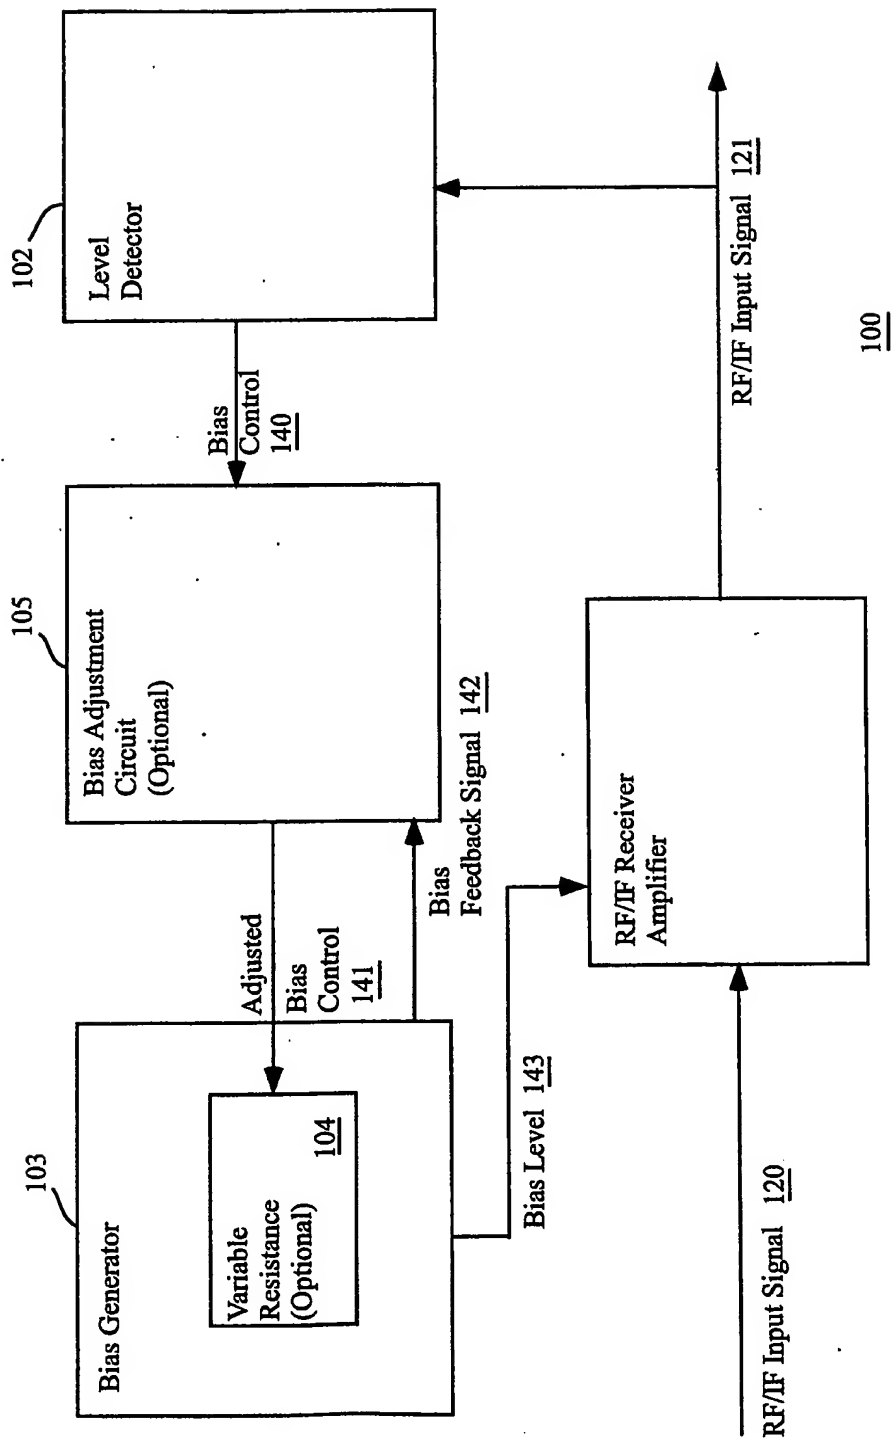 103
Bias Generator
Variable
Resistance
(Optional)
104
Adjusted
Bias
Control
141
105
Bias Adjustment
Circuit
(Optional)
Bias
Control
140
102
Level
Detector
Bias
Feedback Signal 142
Bias Level 143
RF/IF Receiver
Amplifier
RF/IF Input Signal 120
RF/IF Input Signal 121
100